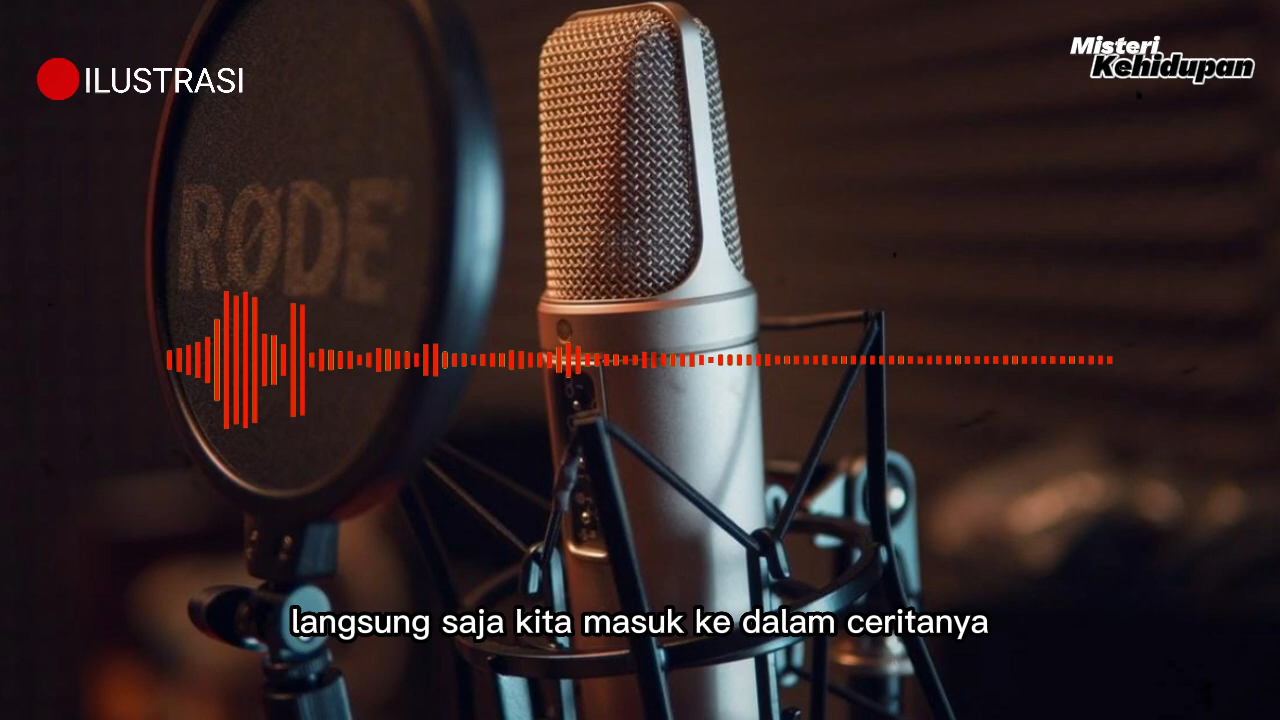 ILUSTRASI
Misteri
Kehidupan
RØDE
langsung saja kita masuk ke dalam ceritanya